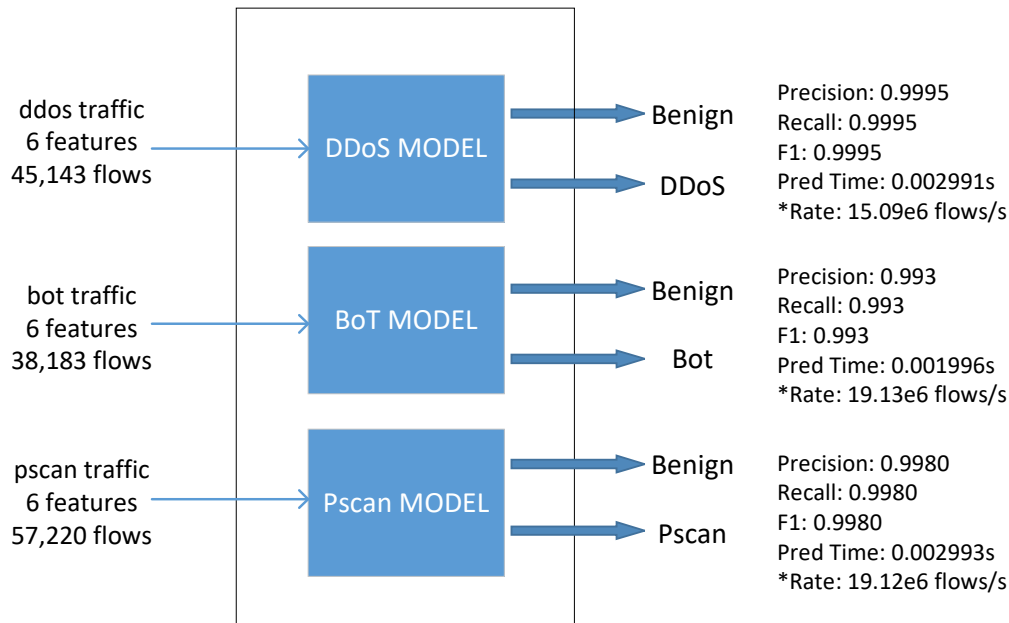 ddos traffic
6 features
45,143 flows
DDoS MODEL
Benign
DDoS
Precision: 0.9995
Recall: 0.9995
F1: 0.9995
Pred Time: 0.002991s
*Rate: 15.09e6 flows/s
bot traffic
6 features
38,183 flows
BoT MODEL
Benign
Bot
Precision: 0.993
Recall: 0.993
F1: 0.993
Pred Time: 0.001996s
*Rate: 19.13e6 flows/s
pscan traffic
6 features
57,220 flows
Pscan MODEL
Benign
Pscan
Precision: 0.9980
Recall: 0.9980
F1: 0.9980
Pred Time: 0.002993s
*Rate: 19.12e6 flows/s